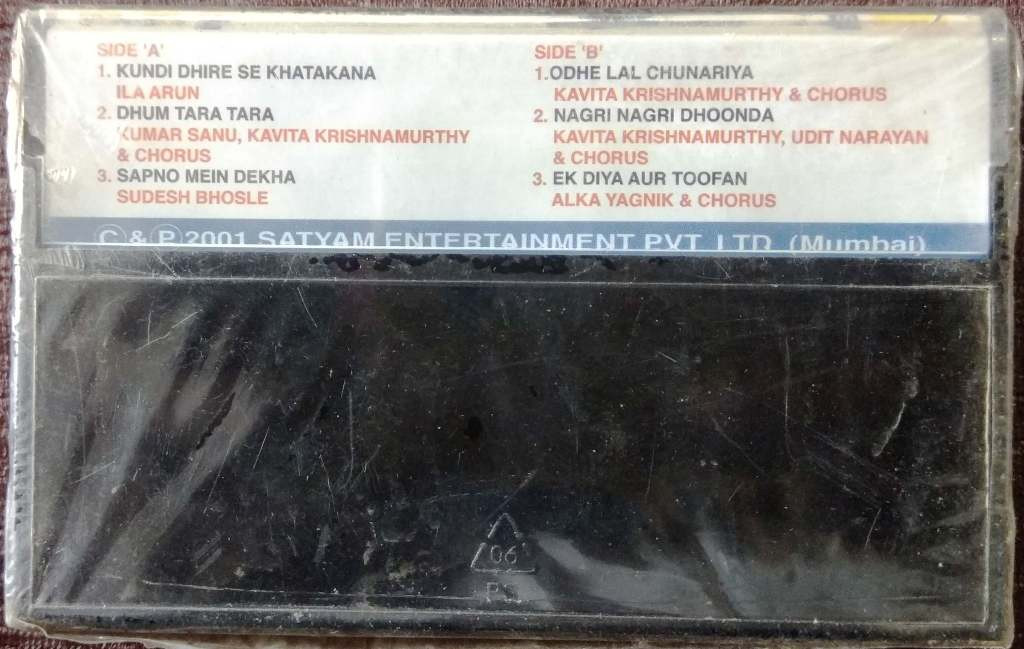 SIDE 'A'
1. KUNDI DHIRE SE KHATAKANA
ILA ARUN
2. DHUM TARA TARA
KUMAR SANU, KAVITA KRISHNAMURTHY
& CHORUS
3. SAPNO MEIN DEKHA
SUDESH BHOSLE
SIDE 'B'
1.ODHE LAL CHUNARIYA
KAVITA KRISHNAMURTHY & CHORUS
2. NAGRI NAGRI DHOONDA
KAVITA KRISHNAMURTHY, UDIT NARAYAN
& CHORUS
3. EK DIYA AUR TOOFAN
ALKA YAGNIK & CHORUS
Ⓒ & Ⓟ 2001 SATYAM ENTERTAINMENT PVT. LTD. (Mumbai)
06
PS